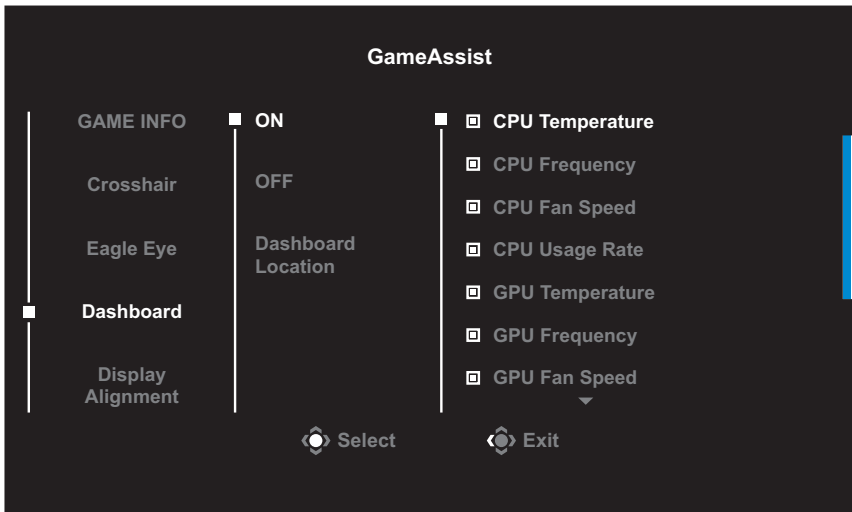 GameAssist
GAME INFO
Crosshair
Eagle Eye
Dashboard
Display
Alignment
ON
OFF
Dashboard
Location
CPU Temperature
CPU Frequency
CPU Fan Speed
CPU Usage Rate
GPU Temperature
GPU Frequency
GPU Fan Speed
Select
Exit